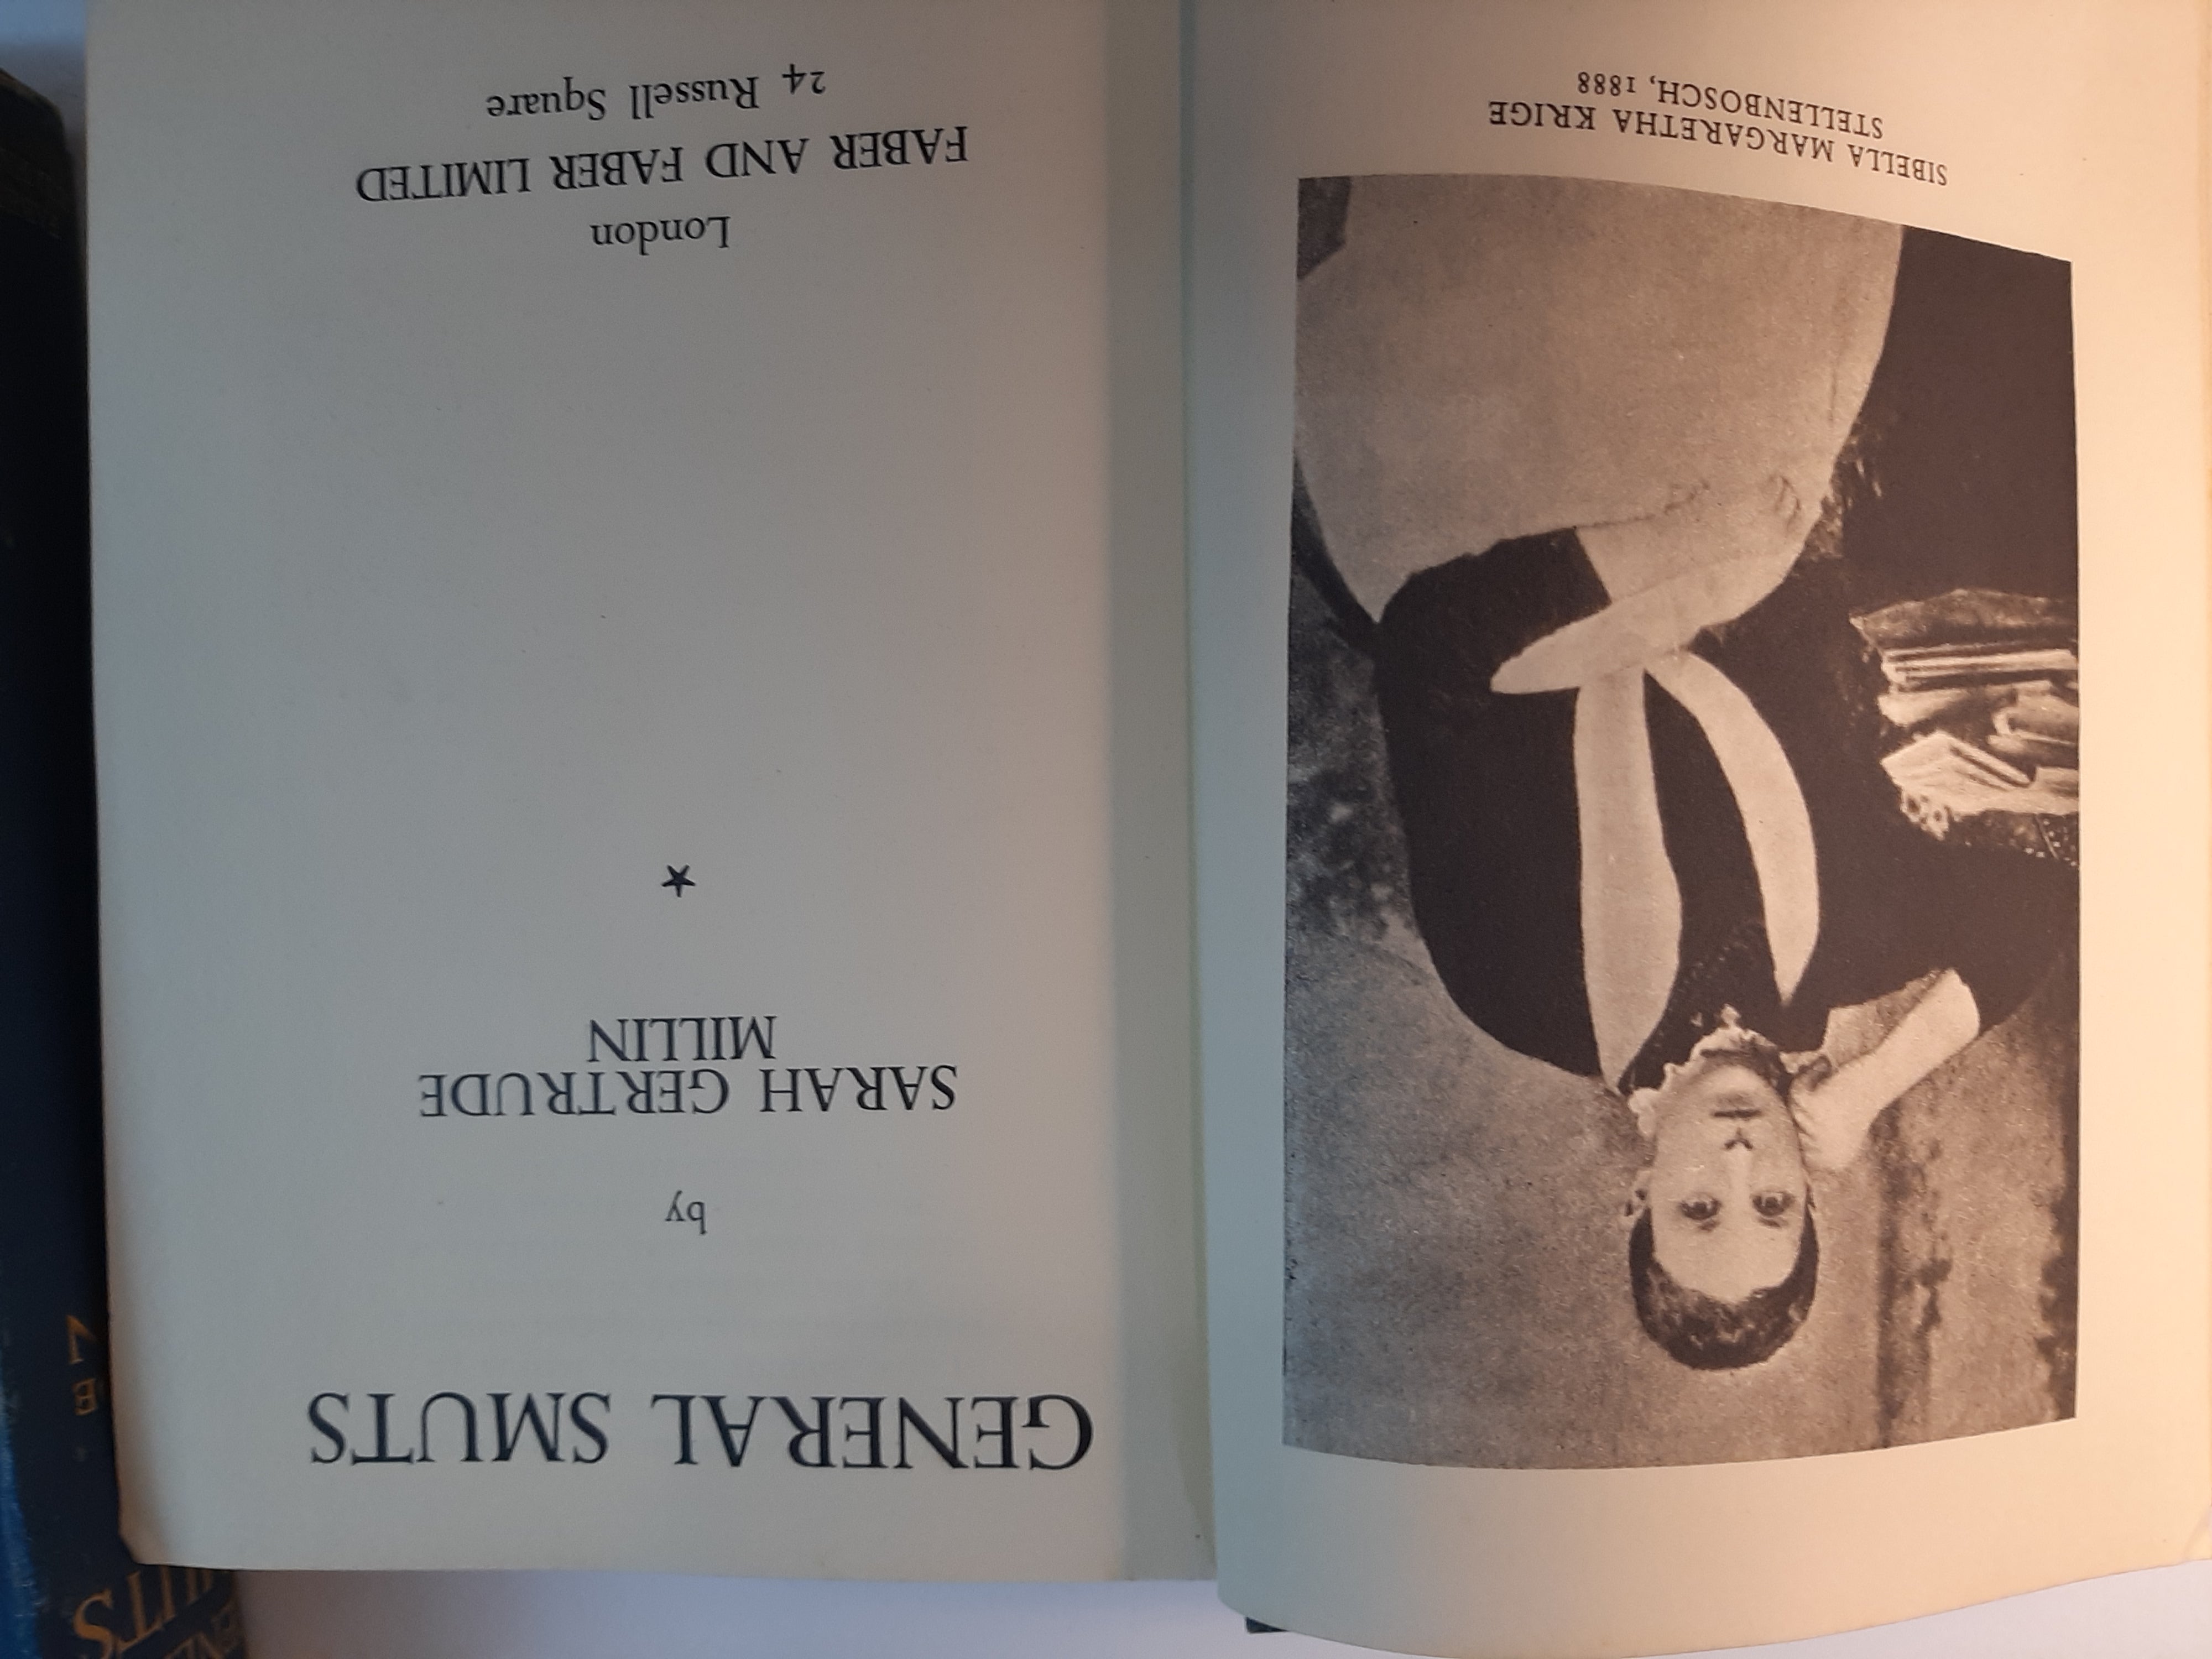 SIBELLA MARGARETHA KRIGE
STELLENBOSCH, 1888
GENERAL SMUTS
by
SARAH GERTRUDE
MILLIN
★
London
FABER AND FABER LIMITED
24 Russell Square